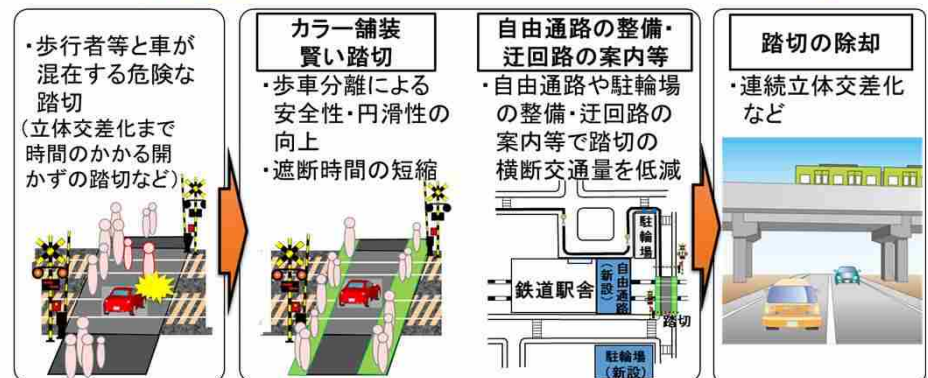 ・歩行者等と車が
混在する危険な
踏切
(立体交差化まで
時間のかかる開
かずの踏切など)
カラー舗装
賢い踏切
・歩車分離による
安全性・円滑性の
向上
・遮断時間の短縮
自由通路の整備・
迂回路の案内等
・自由通路や駐輪場
の整備・迂回路の
案内等で踏切の
横断交通量を低減
駐輪場
鉄道駅舎
自由通路
(新設)
踏切
駐輪場
(新設)
踏切の除却
・連続立体交差化
など